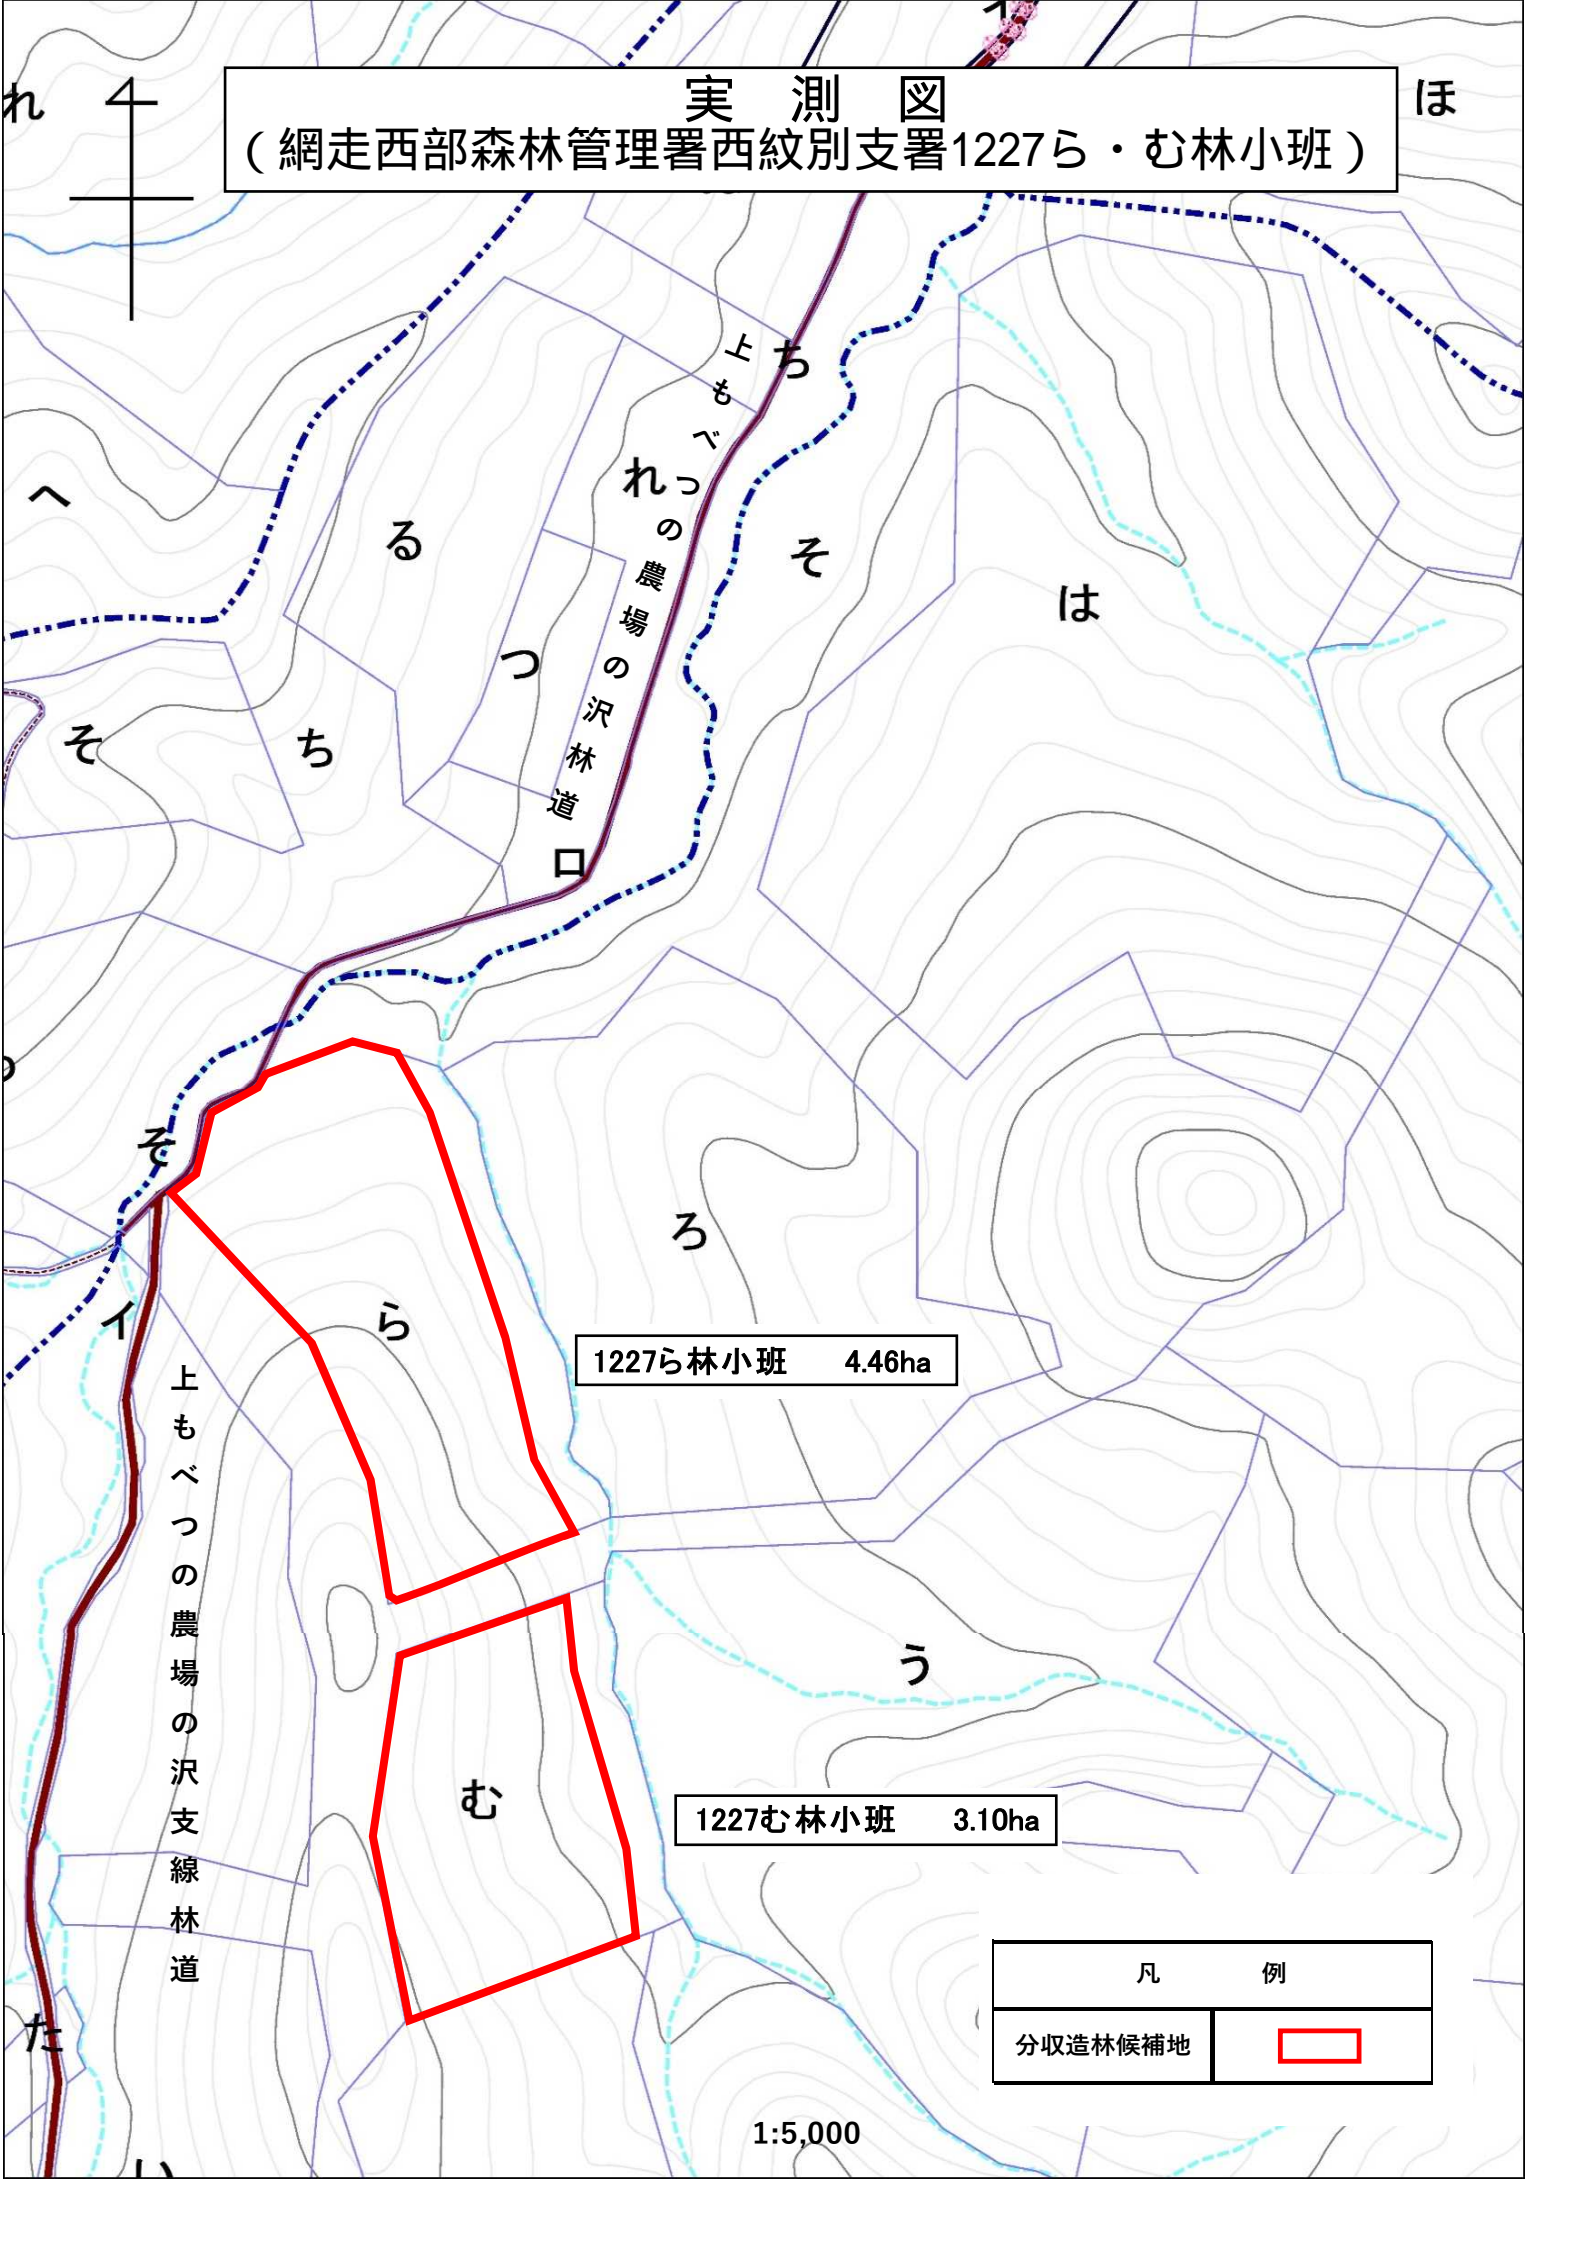 実 測 図
（網走西部森林管理署西紋別支署1227ら・む林小班）
れ
ほ
イ
上もべつの農場の沢林道
ち
れ
へ
る
そ
は
つ
そ
ち
ロ
そ
ろ
イ
ら
1227ら林小班 4.46ha
上もべつの農場の沢支線林道
う
む
1227む林小班 3.10ha
凡 例
分収造林候補地
た
1:5,000
い